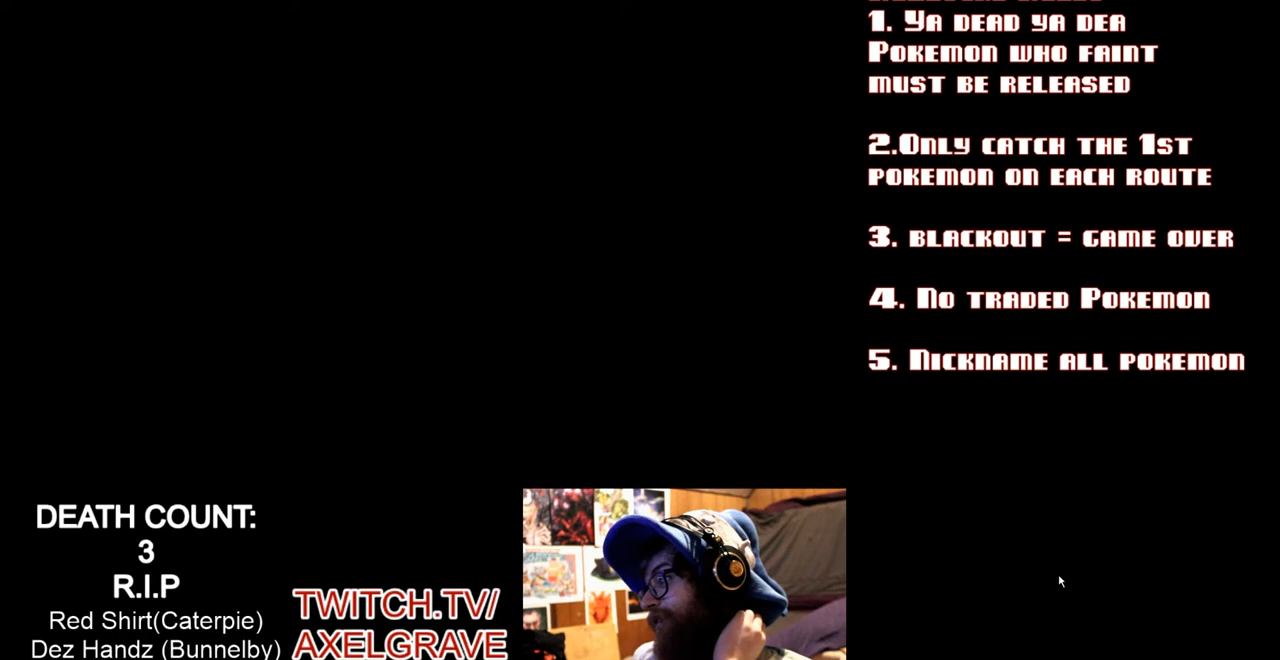 1. Ya dead ya dea
Pokemon who faint
must be released
2.Only catch the 1st
pokemon on each route
3. blackout = game over
4. No traded Pokemon
5. Nickname all pokemon
DEATH COUNT:
3
R.I.P
Red Shirt(Caterpie)
Dez Handz (Bunnelby)
TWITCH.TV/
AXELGRAVE